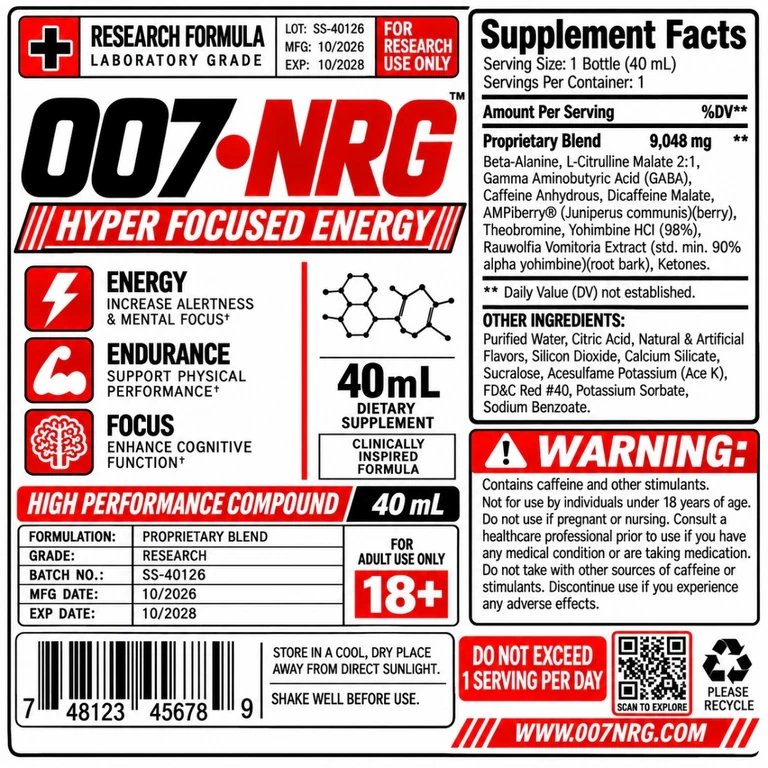 RESEARCH FORMULA
LABORATORY GRADE
LOT: SS-40126
MFG: 10/2026
EXP: 10/2028
FOR
RESEARCH
USE ONLY
007•NRG™
HYPER FOCUSED ENERGY
ENERGY
INCREASE ALERTNESS
& MENTAL FOCUS†
ENDURANCE
SUPPORT PHYSICAL
PERFORMANCE†
FOCUS
ENHANCE COGNITIVE
FUNCTION†
40mL
DIETARY
SUPPLEMENT
CLINICALLY
INSPIRED
FORMULA
HIGH PERFORMANCE COMPOUND 40 mL
FORMULATION: PROPRIETARY BLEND
GRADE: RESEARCH
BATCH NO.: SS-40126
MFG DATE: 10/2026
EXP DATE: 10/2028
FOR
ADULT USE ONLY
18+
7 48123 45678 9
STORE IN A COOL, DRY PLACE
AWAY FROM DIRECT SUNLIGHT.
SHAKE WELL BEFORE USE.
Supplement Facts
Serving Size: 1 Bottle (40 mL)
Servings Per Container: 1
Amount Per Serving %DV**
Proprietary Blend 9,048 mg **
Beta-Alanine, L-Citrulline Malate 2:1,
Gamma Aminobutyric Acid (GABA),
Caffeine Anhydrous, Dicaffeine Malate,
AMPiberry® (Juniperus communis)(berry),
Theobromine, Yohimbine HCI (98%),
Rauwolfia Vomitoria Extract (std. min. 90%
alpha yohimbine)(root bark), Ketones.
** Daily Value (DV) not established.
OTHER INGREDIENTS:
Purified Water, Citric Acid, Natural & Artificial
Flavors, Silicon Dioxide, Calcium Silicate,
Sucralose, Acesulfame Potassium (Ace K),
FD&C Red #40, Potassium Sorbate,
Sodium Benzoate.
WARNING:
Contains caffeine and other stimulants.
Not for use by individuals under 18 years of age.
Do not use if pregnant or nursing. Consult a
healthcare professional prior to use if you have
any medical condition or are taking medication.
Do not take with other sources of caffeine or
stimulants. Discontinue use if you experience
any adverse effects.
DO NOT EXCEED
1 SERVING PER DAY
SCAN TO EXPLORE
PLEASE
RECYCLE
WWW.007NRG.COM